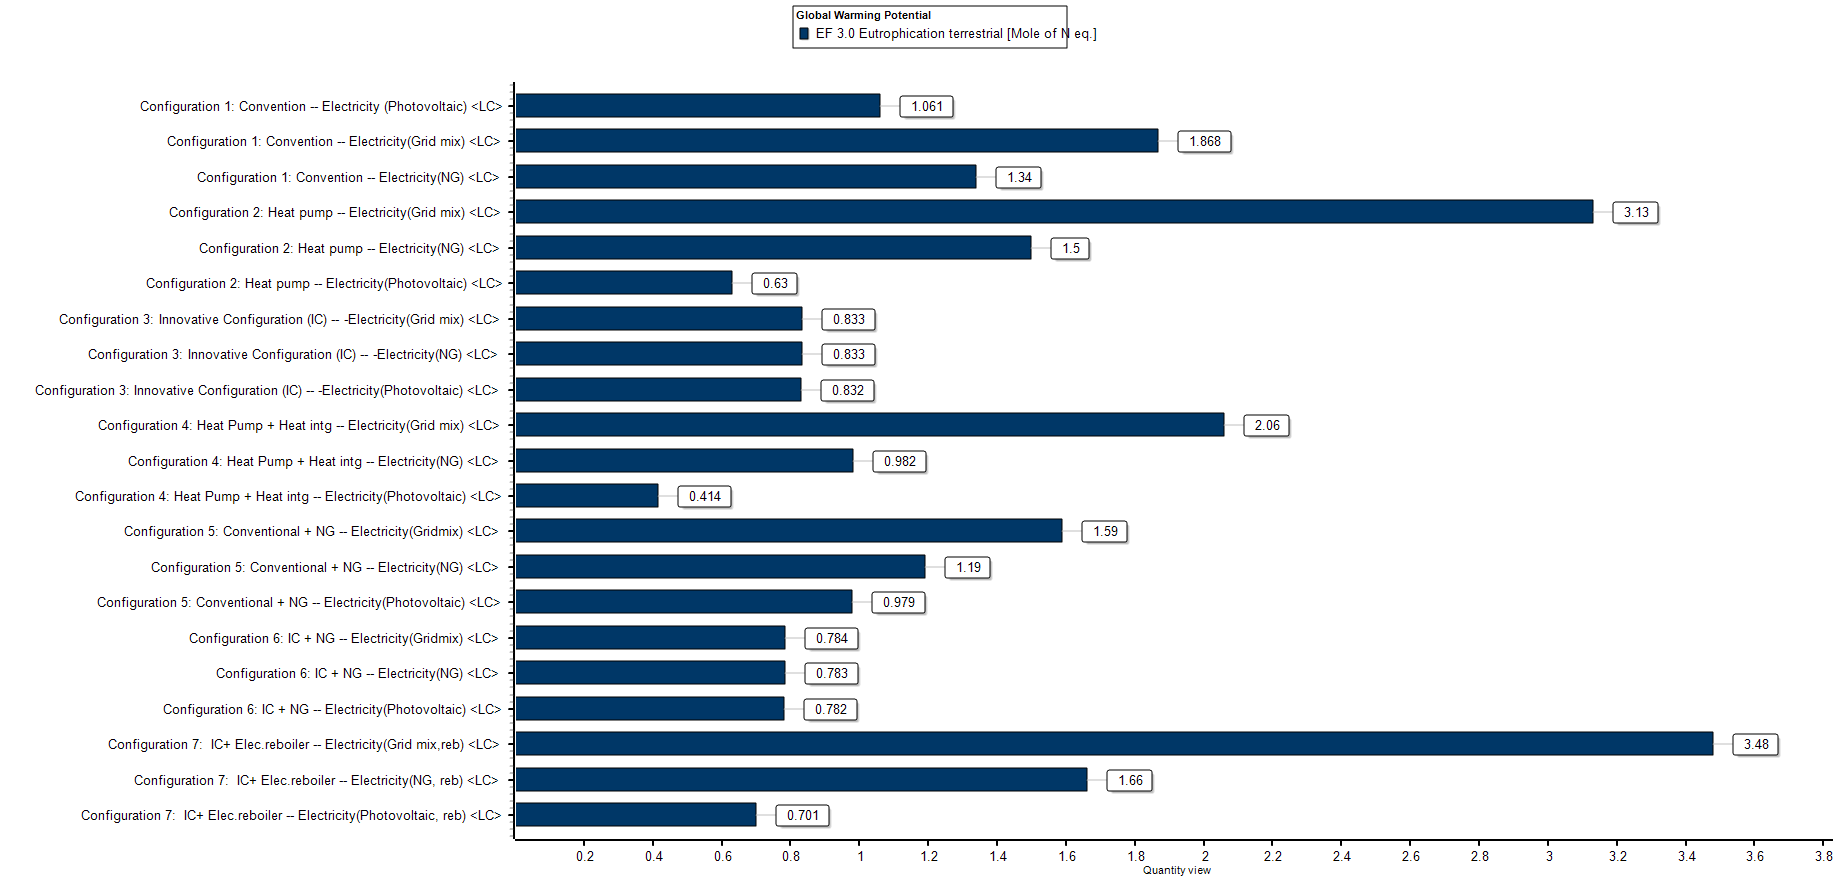 Global Warming Potential
EF 3.0 Eutrophication terrestrial [Mole of N eq.]
Configuration 1: Convention -- Electricity (Photovoltaic) <LC> 1.061
Configuration 1: Convention -- Electricity(Grid mix) <LC> 1.868
Configuration 1: Convention -- Electricity(NG) <LC> 1.34
Configuration 2: Heat pump -- Electricity(Grid mix) <LC> 3.13
Configuration 2: Heat pump -- Electricity(NG) <LC> 1.5
Configuration 2: Heat pump -- Electricity(Photovoltaic) <LC> 0.63
Configuration 3: Innovative Configuration (IC) -- -Electricity(Grid mix) <LC> 0.833
Configuration 3: Innovative Configuration (IC) -- -Electricity(NG) <LC> 0.833
Configuration 3: Innovative Configuration (IC) -- -Electricity(Photovoltaic) <LC> 0.832
Configuration 4: Heat Pump + Heat intg -- Electricity(Grid mix) <LC> 2.06
Configuration 4: Heat Pump + Heat intg -- Electricity(NG) <LC> 0.982
Configuration 4: Heat Pump + Heat intg -- Electricity(Photovoltaic) <LC> 0.414
Configuration 5: Conventional + NG -- Electricity(Gridmix) <LC> 1.59
Configuration 5: Conventional + NG -- Electricity(NG) <LC> 1.19
Configuration 5: Conventional + NG -- Electricity(Photovoltaic) <LC> 0.979
Configuration 6: IC + NG -- Electricity(Gridmix) <LC> 0.784
Configuration 6: IC + NG -- Electricity(NG) <LC> 0.783
Configuration 6: IC + NG -- Electricity(Photovoltaic) <LC> 0.782
Configuration 7:  IC+ Elec.reboiler -- Electricity(Grid mix,reb) <LC> 3.48
Configuration 7:  IC+ Elec.reboiler -- Electricity(NG, reb) <LC> 1.66
Configuration 7:  IC+ Elec.reboiler -- Electricity(Photovoltaic, reb) <LC> 0.701
0.2 0.4 0.6 0.8 1 1.2 1.4 1.6 1.8 2 2.2 2.4 2.6 2.8 3 3.2 3.4 3.6 3.8
Quantity view